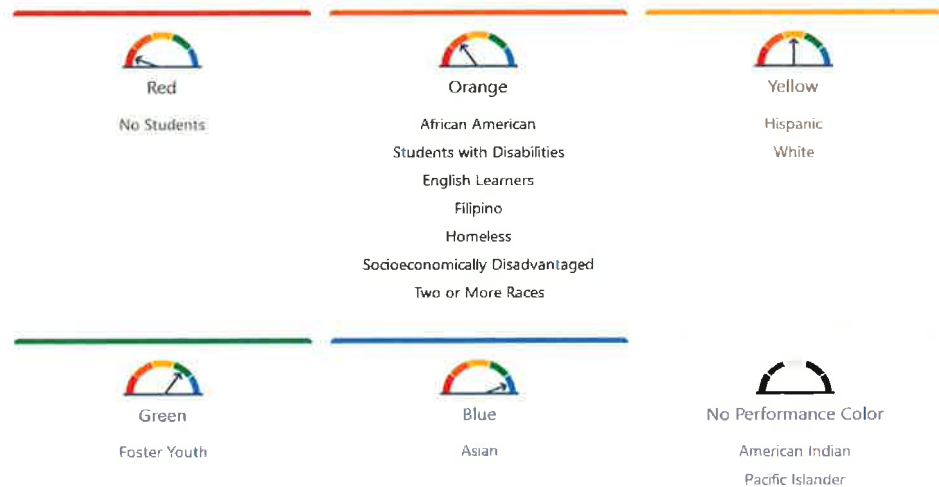 Red
No Students
Orange
African American
Students with Disabilities
English Learners
Filipino
Homeless
Socioeconomically Disadvantaged
Two or More Races
Yellow
Hispanic
White
Green
Foster Youth
Blue
Asian
No Performance Color
American Indian
Pacific Islander